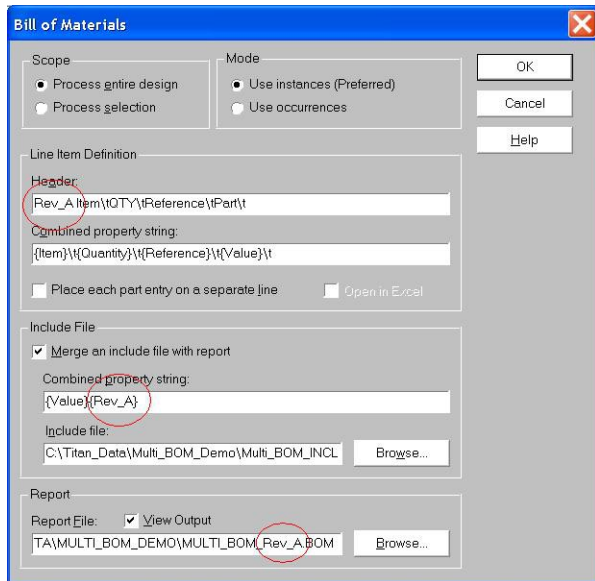 Bill of Materials
Scope
Process entire design
Process selection
Mode
Use instances (Preferred)
Use occurrences
OK
Cancel
Help
Line Item Definition
Header:
Rev_A Item\tQTY\tReference\tPart\t
Combined property string:
{Item}\t{Quantity}\t{Reference}\t{Value}\t
Place each part entry on a separate line
Open in Excel
Include File
Merge an include file with report
Combined property string:
{Value}{Rev_A}
Include file:
C:\Titan_Data\Multi_BOM_Demo\Multi_BOM_INCL
Browse...
Report
Report File:
View Output
TA\MULTI_BOM_DEMO\MULTI_BOM_Rev_A.BOM
Browse...